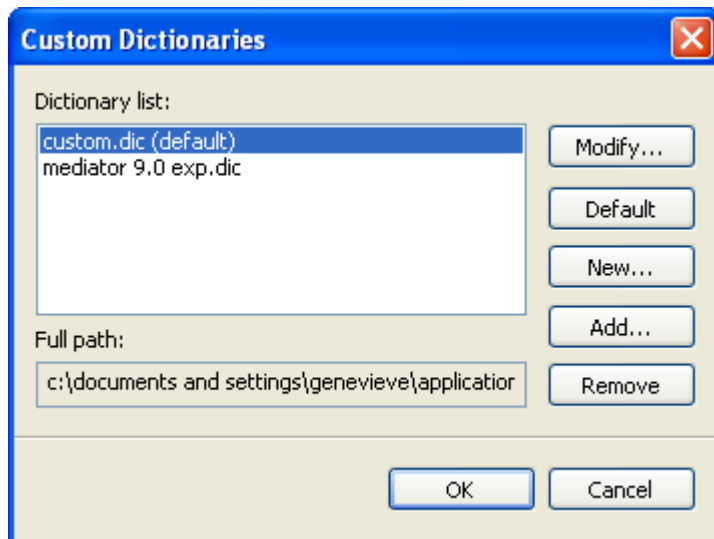 Custom Dictionaries
Dictionary list:
custom.dic (default)
mediator 9.0 exp.dic
Modify...
Default
New...
Add...
Full path:
c:\documents and settings\genevieve\application
Remove
OK
Cancel